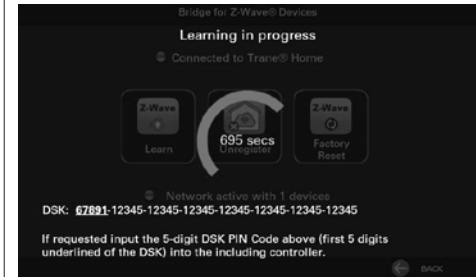 Bridge for Z-Wave® Devices
Learning in progress
Connected to Trane® Home
Z-Wave
Z-Wave
695 secs
Learn
Unregister
Factory
Reset
Network active with 1 devices
DSK: 67891-12345-12345-12345-12345-12345-12345-12345
If requested input the 5-digit DSK PIN Code above (first 5 digits
underlined of the DSK) into the including controller.
BACK